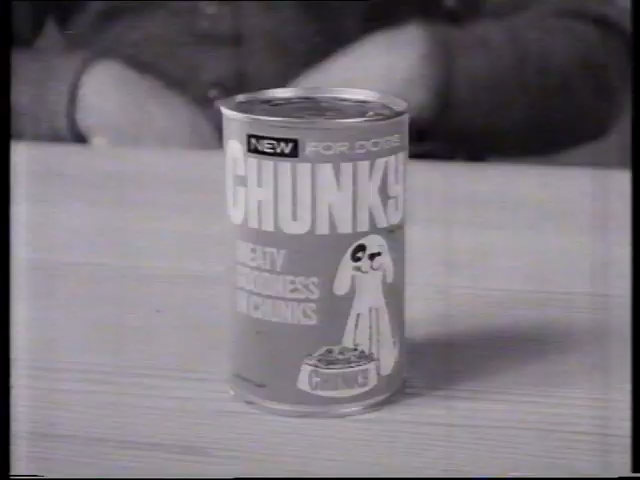 NEW FOR DOGS
CHUNKY
MEATY
GOODNESS
IN CHUNKS
CHUNKY